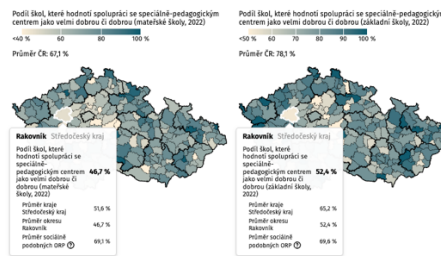 Podíl škol, které hodnotí spolupráci se speciálně-pedagogickým
centrem jako velmi dobrou či dobrou (mateřské školy, 2022)
<40 % 60 80 100 %
Průměr ČR: 67,1 %
Rakovník Středočeský kraj
Podíl škol, které
hodnotí spolupráci se
speciálně-
pedagogickým centrem 46,7 %
jako velmi dobrou či
dobrou (mateřské
školy, 2022)
Průměr kraje
Středočeský kraj 51,6 %
Průměr okresu
Rakovník 46,7 %
Průměr sociálně
podobných ORP ? 69,1 %
Podíl škol, které hodnotí spolupráci se speciálně-pedagogickým
centrem jako velmi dobrou či dobrou (základní školy, 2022)
<50 % 60 70 80 90 100 %
Průměr ČR: 78,1 %
Rakovník Středočeský kraj
Podíl škol, které
hodnotí spolupráci se
speciálně-
pedagogickým centrem 52,4 %
jako velmi dobrou či
dobrou (základní školy,
2022)
Průměr kraje
Středočeský kraj 65,2 %
Průměr okresu
Rakovník 52,4 %
Průměr sociálně
podobných ORP ? 69,6 %